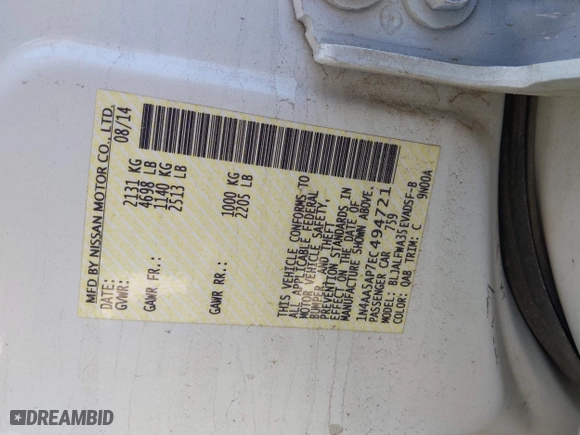 MFD BY NISSAN MOTOR CO., LTD.
DATE: 08/14
GVWR: 2131 KG
4698 LB
GAWR FR.: 1140 KG
2513 LB
GAWR RR.: 1000 KG
2205 LB
THIS VEHICLE CONFORMS TO
ALL APPLICABLE FEDERAL
MOTOR VEHICLE SAFETY,
BUMPER AND THEFT
PREVENTION STANDARDS IN
EFFECT ON THE DATE OF
MANUFACTURE SHOWN ABOVE.
1N4AA5AP7EC494721
PASSENGER CAR 759
MODEL: BLJALFMA35EVADSF-B
COLOR: QAB TRIM: C 9N00A
DREAMBID